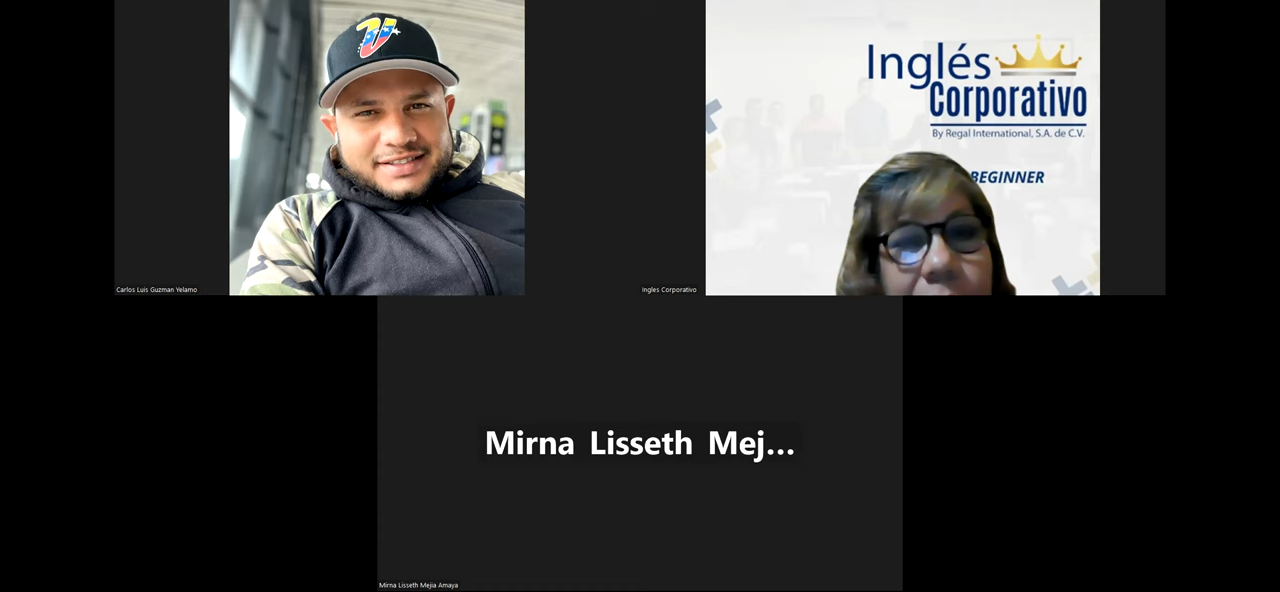 Inglés
Corporativo
By Regal International, S.A. de C.V.
BEGINNER
Carlos Luis Guzman Yelamo
Ingles Corporativo
Mirna Lisseth Mej...
Mirna Lisseth Mejia Amaya